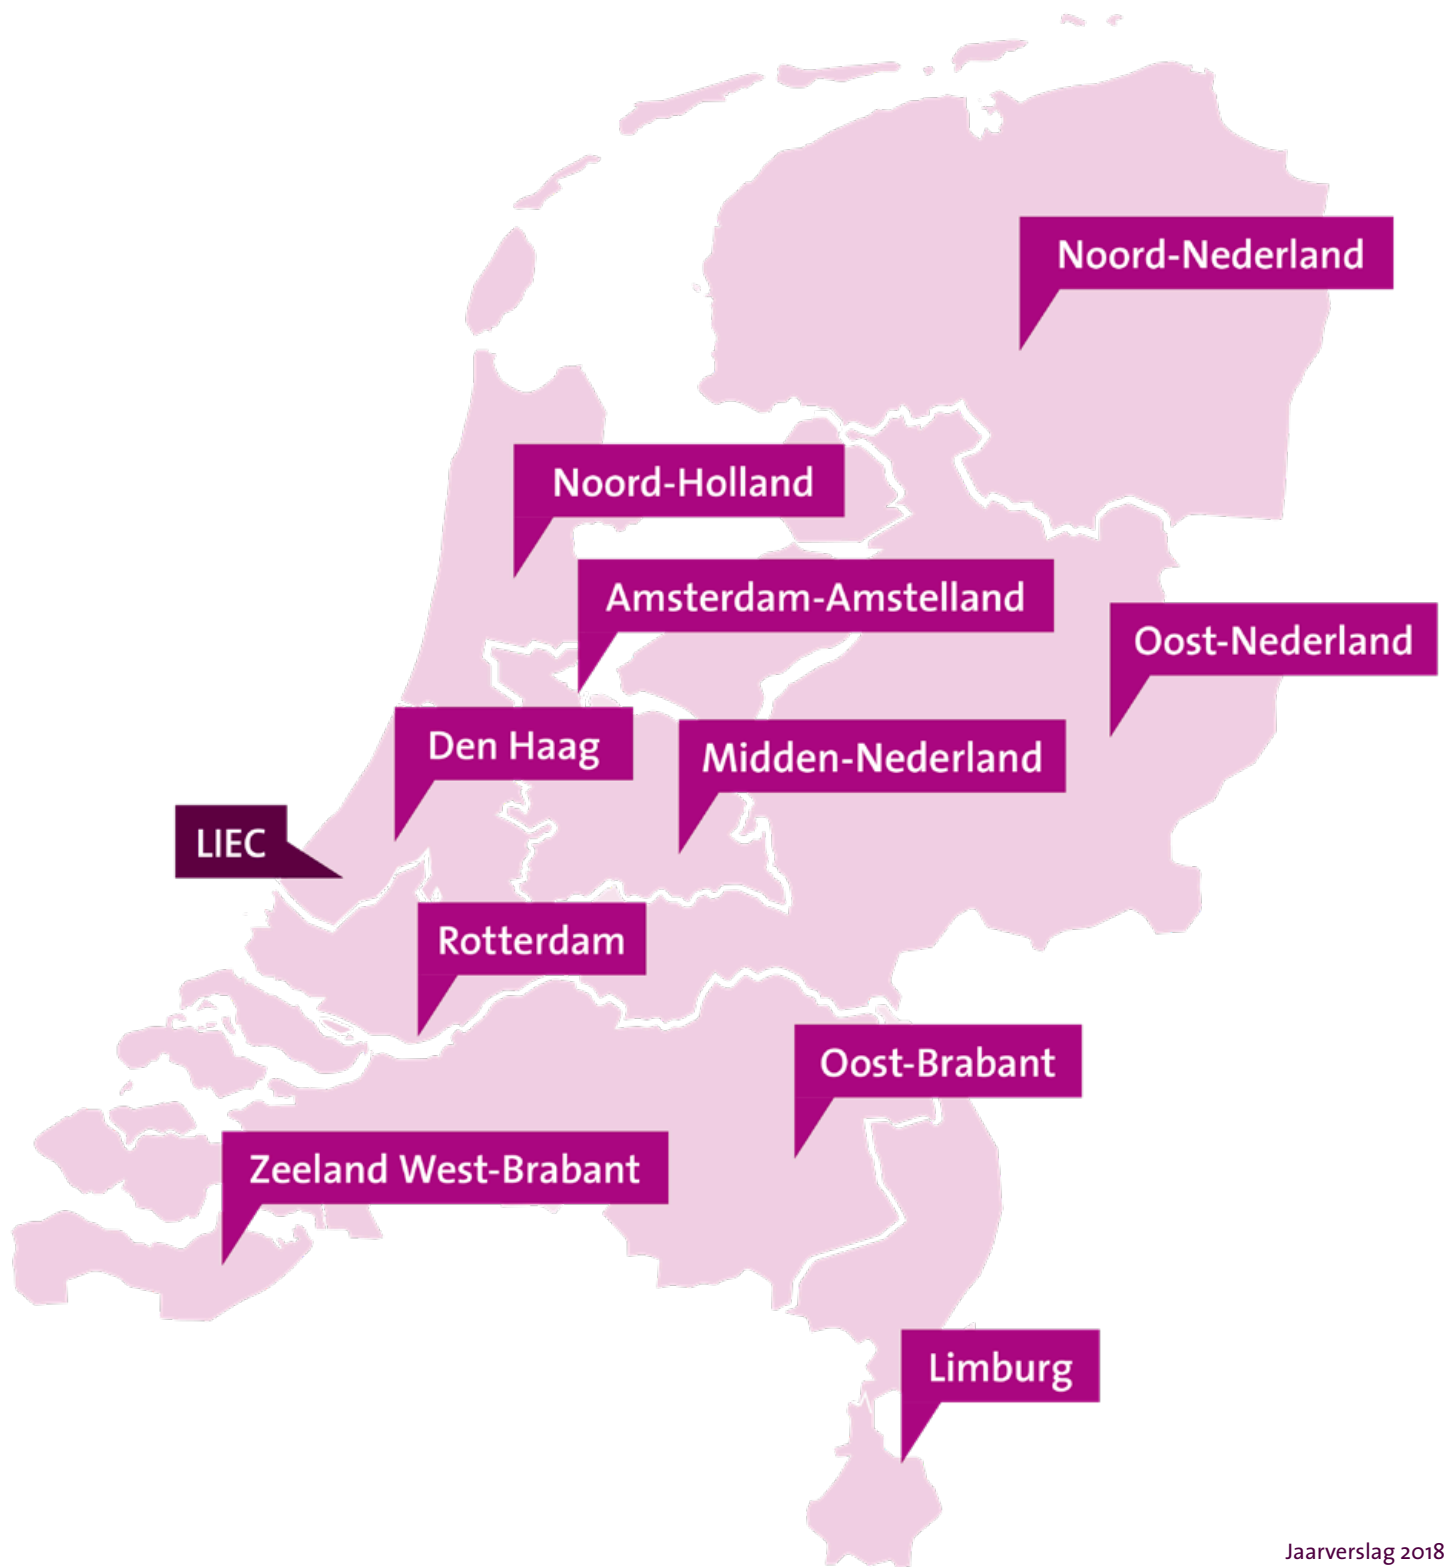 Noord-Nederland
Noord-Holland
Amsterdam-Amstelland
Oost-Nederland
Den Haag
Midden-Nederland
LIEC
Rotterdam
Oost-Brabant
Zeeland West-Brabant
Limburg
Jaarverslag 2018